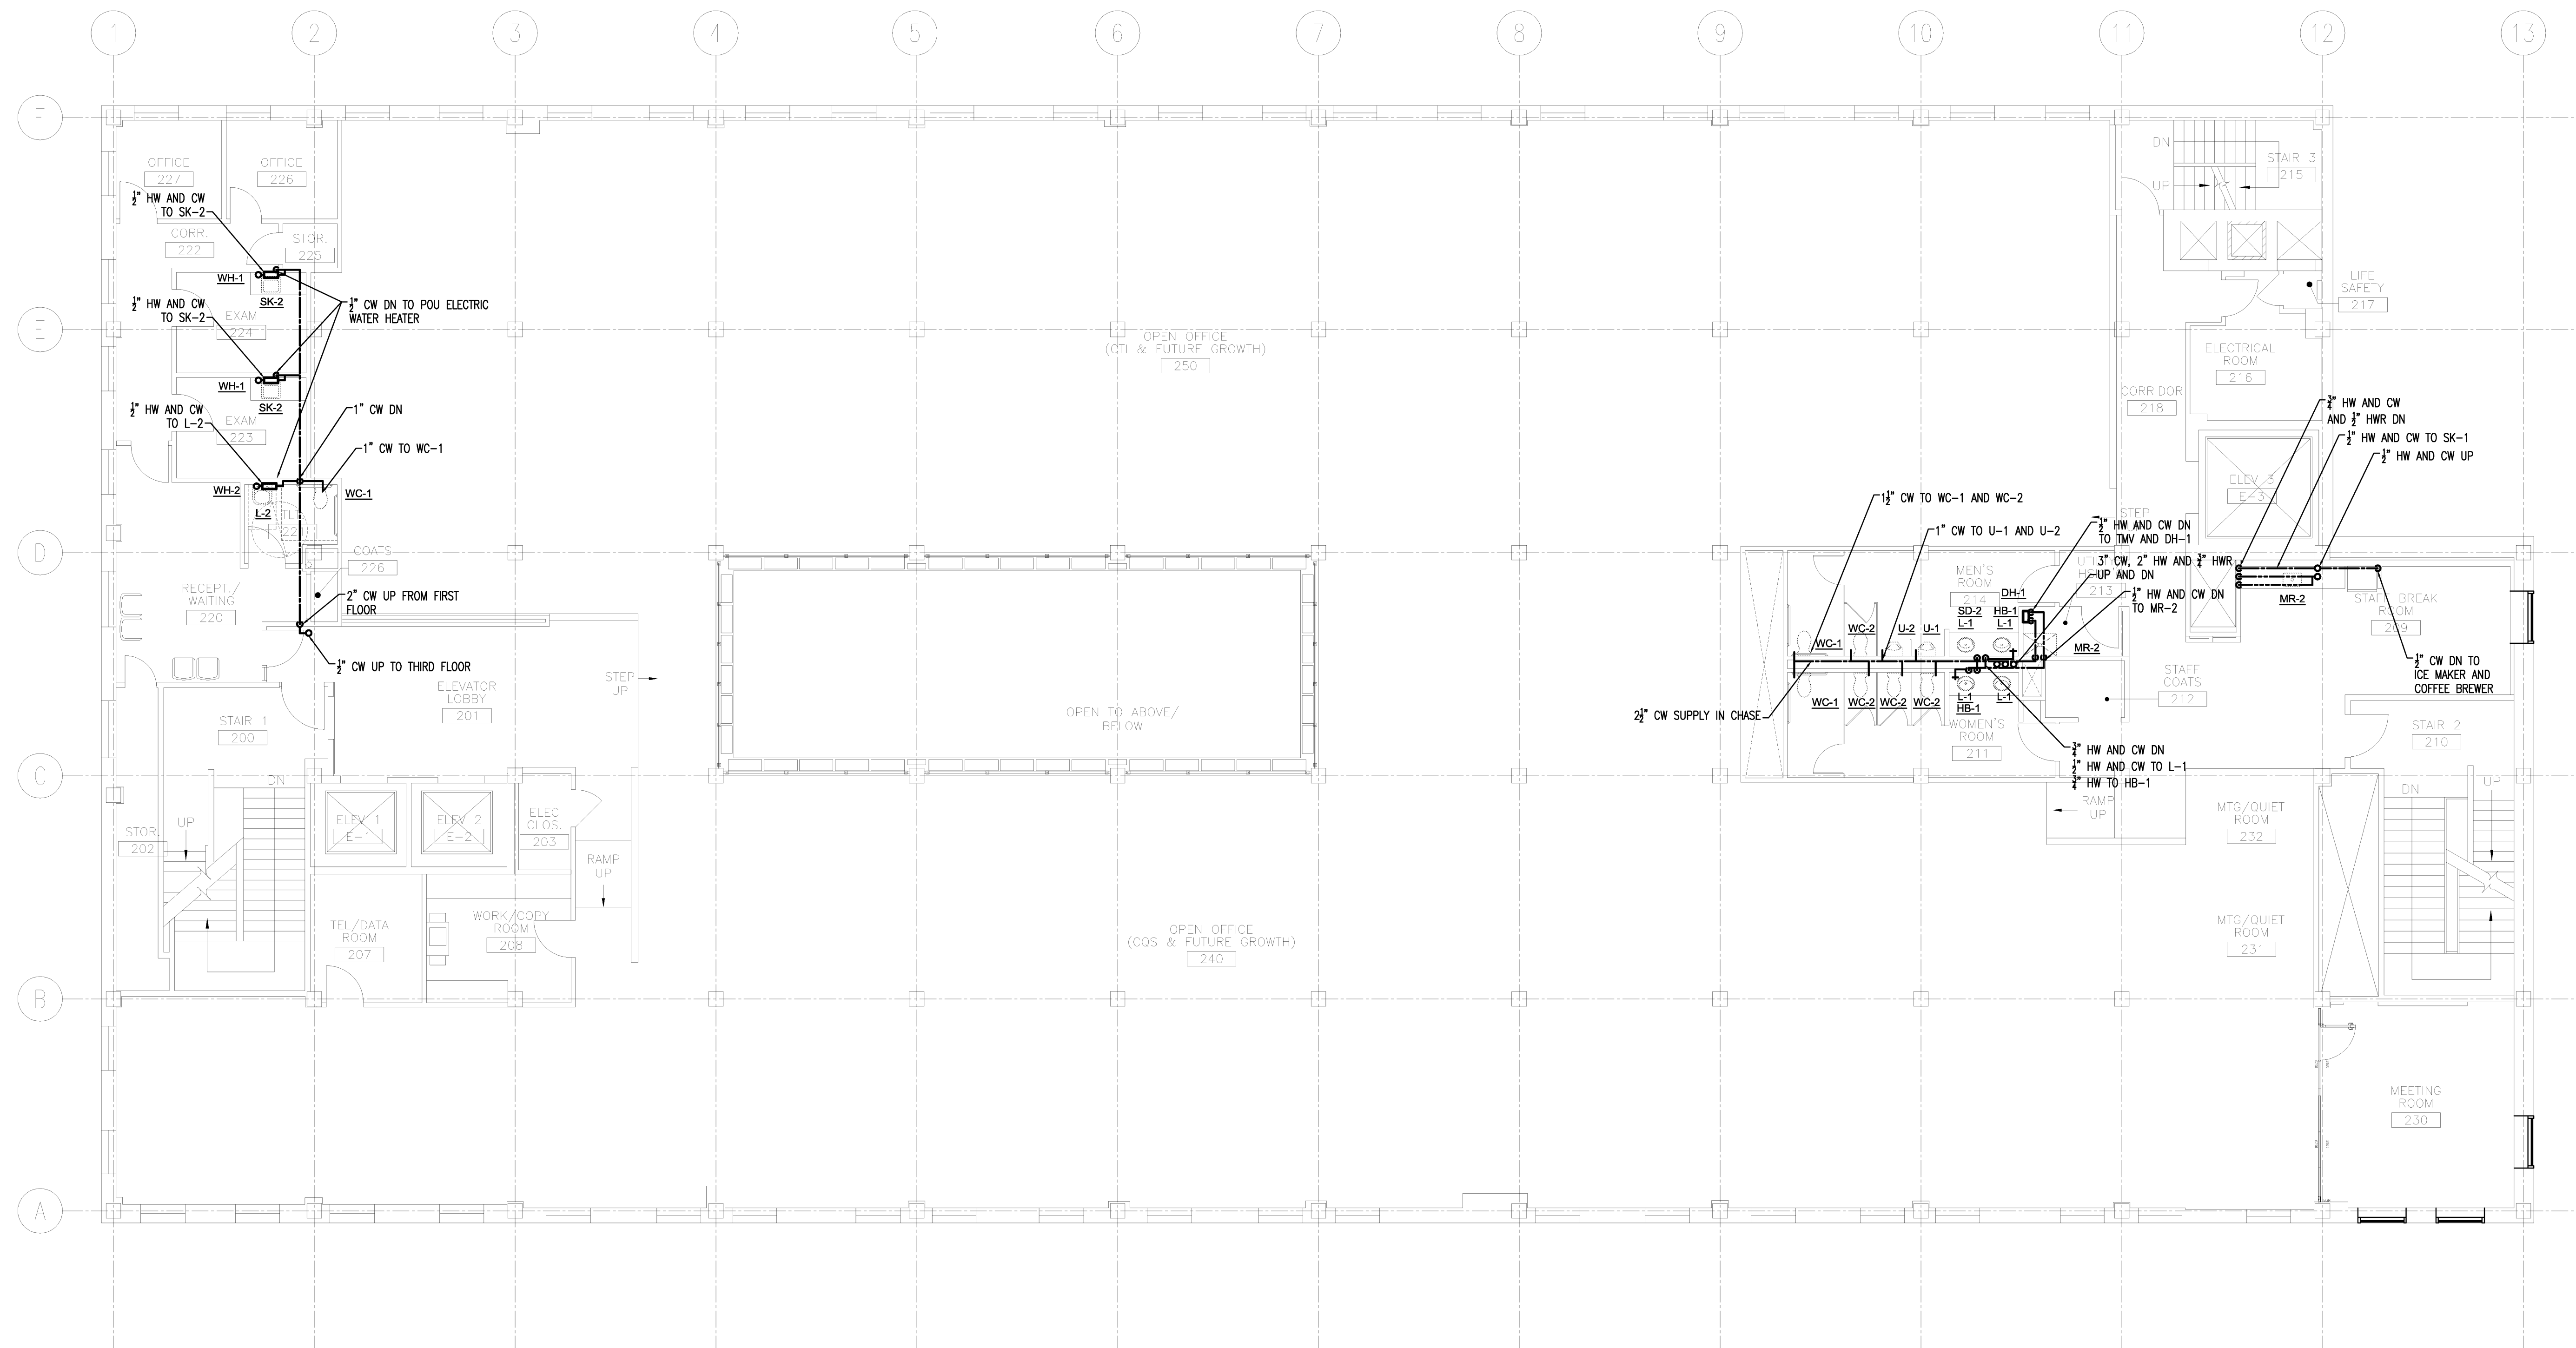 1 2 3 4 5 6 7 8 9 10 11 12 13
F
E
D
C
B
A
OFFICE
227
OFFICE
226
½" HW AND CW
TO SK-2
CORR.
222
STOR.
225
WH-1
SK-2
½" HW AND CW
TO SK-2
½" CW DN TO POU ELECTRIC
WATER HEATER
EXAM
224
WH-1
SK-2
½" HW AND CW
TO L-2
1" CW DN
EXAM
223
1" CW TO WC-1
WH-2
WC-1
L-2
TLT
221
COATS
226
RECEPT./
WAITING
220
2" CW UP FROM FIRST
FLOOR
½" CW UP TO THIRD FLOOR
ELEVATOR
LOBBY
201
STEP
UP
STAIR 1
200
DN
UP
STOR.
202
ELEV 1
E-1
ELEV 2
E-2
ELEC
CLOS.
203
RAMP
UP
TEL/DATA
ROOM
207
WORK/COPY
ROOM
208
OPEN OFFICE
(CTI & FUTURE GROWTH)
250
OPEN TO ABOVE/
BELOW
OPEN OFFICE
(CQS & FUTURE GROWTH)
240
DN
UP
STAIR 3
215
LIFE
SAFETY
217
ELECTRICAL
ROOM
216
CORRIDOR
218
¾" HW AND CW
AND ½" HWR DN
½" HW AND CW TO SK-1
½" HW AND CW UP
ELEV 3
E-3
STEP
1½" CW TO WC-1 AND WC-2
1" CW TO U-1 AND U-2
½" HW AND CW DN
TO TMV AND DH-1
3" CW, 2" HW AND ¾" HWR
UP AND DN
½" HW AND CW DN
TO MR-2
MEN'S
ROOM
214
UTILITY
213
DH-1
SD-2
HB-1
L-1
L-1
WC-1
WC-2
U-2
U-1
MR-2
WC-1
WC-2
WC-2
WC-2
L-1
L-1
HB-1
2½" CW SUPPLY IN CHASE
WOMEN'S
ROOM
211
STAFF
COATS
212
¾" HW AND CW DN
½" HW AND CW TO L-1
¾" HW TO HB-1
RAMP
UP
MR-2
STAFF BREAK
ROOM
209
½" CW DN TO
ICE MAKER AND
COFFEE BREWER
STAIR 2
210
DN
UP
MTG/QUIET
ROOM
232
MTG/QUIET
ROOM
231
MEETING
ROOM
230